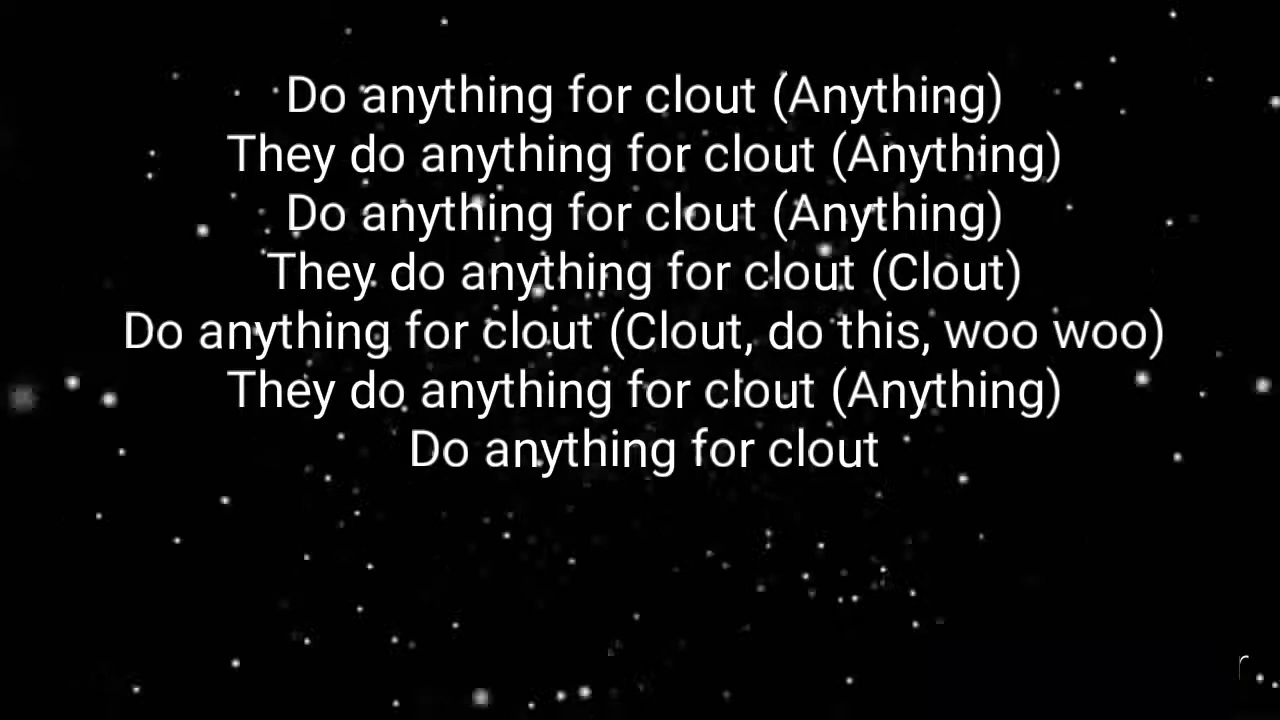 Do anything for clout (Anything)
They do anything for clout (Anything)
Do anything for clout (Anything)
They do anything for clout (Clout)
Do anything for clout (Clout, do this, woo woo)
They do anything for clout (Anything)
Do anything for clout